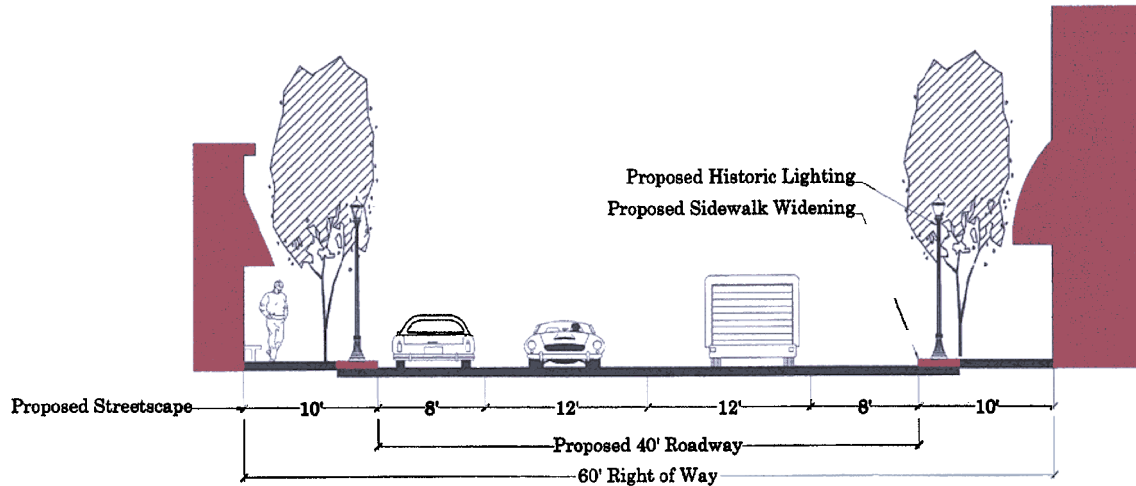 Proposed Historic Lighting
Proposed Sidewalk Widening
Proposed Streetscape 10' 8' 12' 12' 8' 10'
Proposed 40' Roadway
60' Right of Way